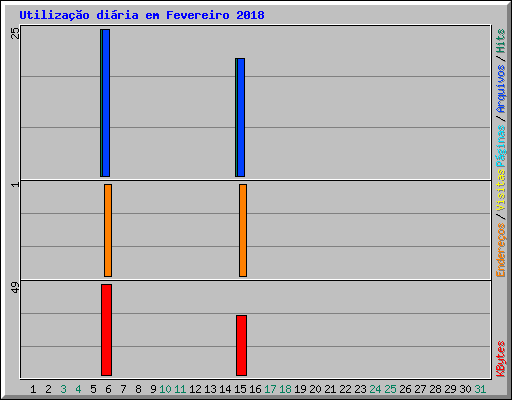 Utilização diária em Fevereiro 2018
25
1
49
1 2 3 4 5 6 7 8 9 10 11 12 13 14 15 16 17 18 19 20 21 22 23 24 25 26 27 28 29 30 31
KBytes
Endereços / Visitas Páginas / Arquivos / Hits